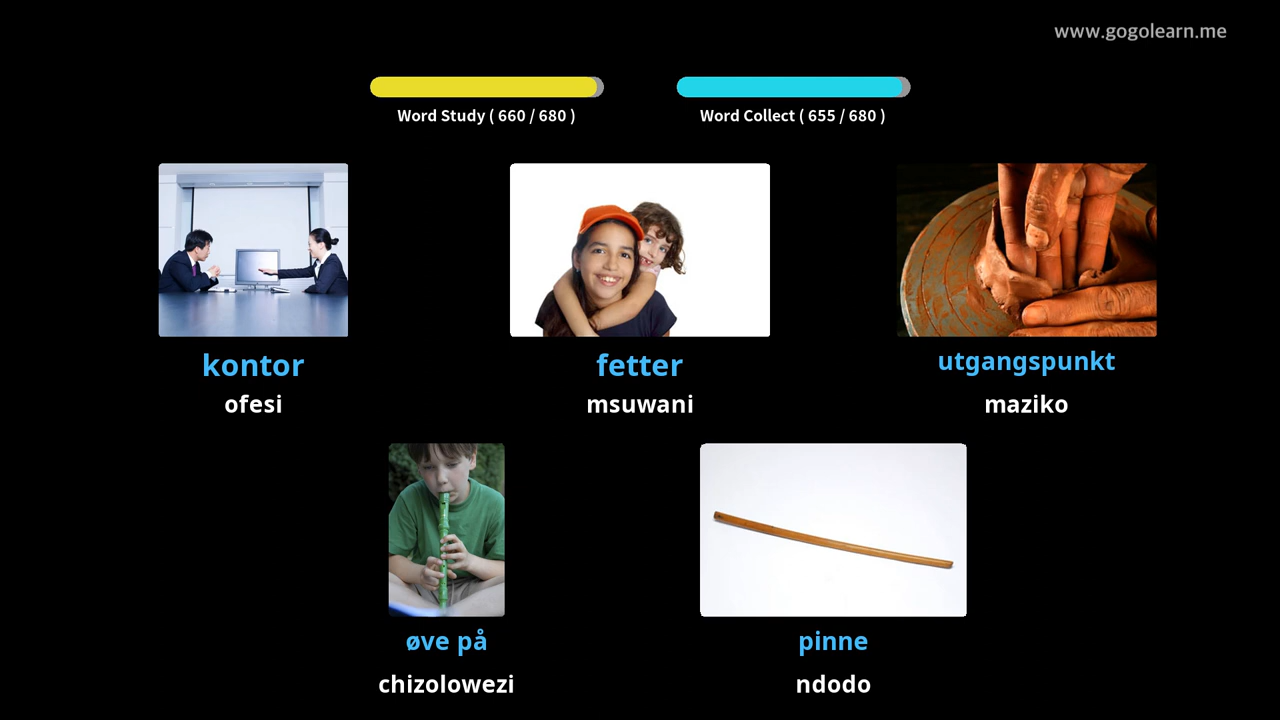 www.gogolearn.me
Word Study ( 660 / 680 )
Word Collect ( 655 / 680 )
kontor
ofesi
fetter
msuwani
utgangspunkt
maziko
øve på
chizolowezi
pinne
ndodo